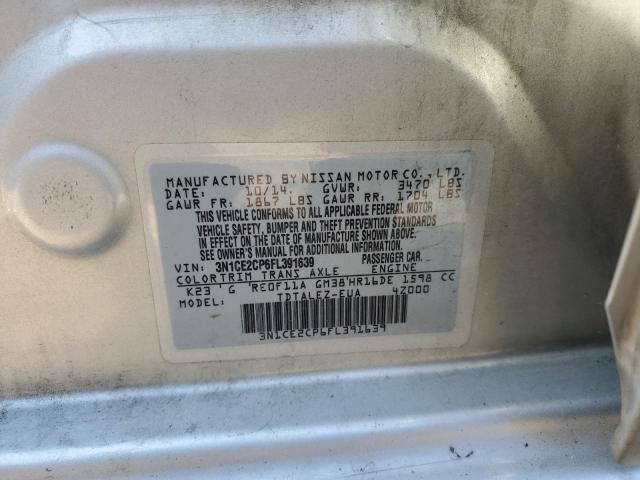 MANUFACTURED BY NISSAN MOTOR CO., LTD.
DATE: 10/14. GVWR: 3470 LBS
GAWR FR: 1867 LBS GAWR RR: 1704 LBS
THIS VEHICLE CONFORMS TO ALL APPLICABLE FEDERAL MOTOR
VEHICLE SAFETY, BUMPER AND THEFT PREVENTION STANDARDS
IN EFFECT ON THE DATE OF MANUFACTURE SHOWN ABOVE.
SEE OWNER'S MANUAL FOR ADDITIONAL INFORMATION.
VIN: 3N1CE2CP6FL391639 PASSENGER CAR
COLOR TRIM TRANS AXLE ENGINE
K23 G RE0F11A GM38 HR16DE 1598 CC
MODEL: TDTALEZ-EUA 4Z000
3N1CE2CP6FL391639